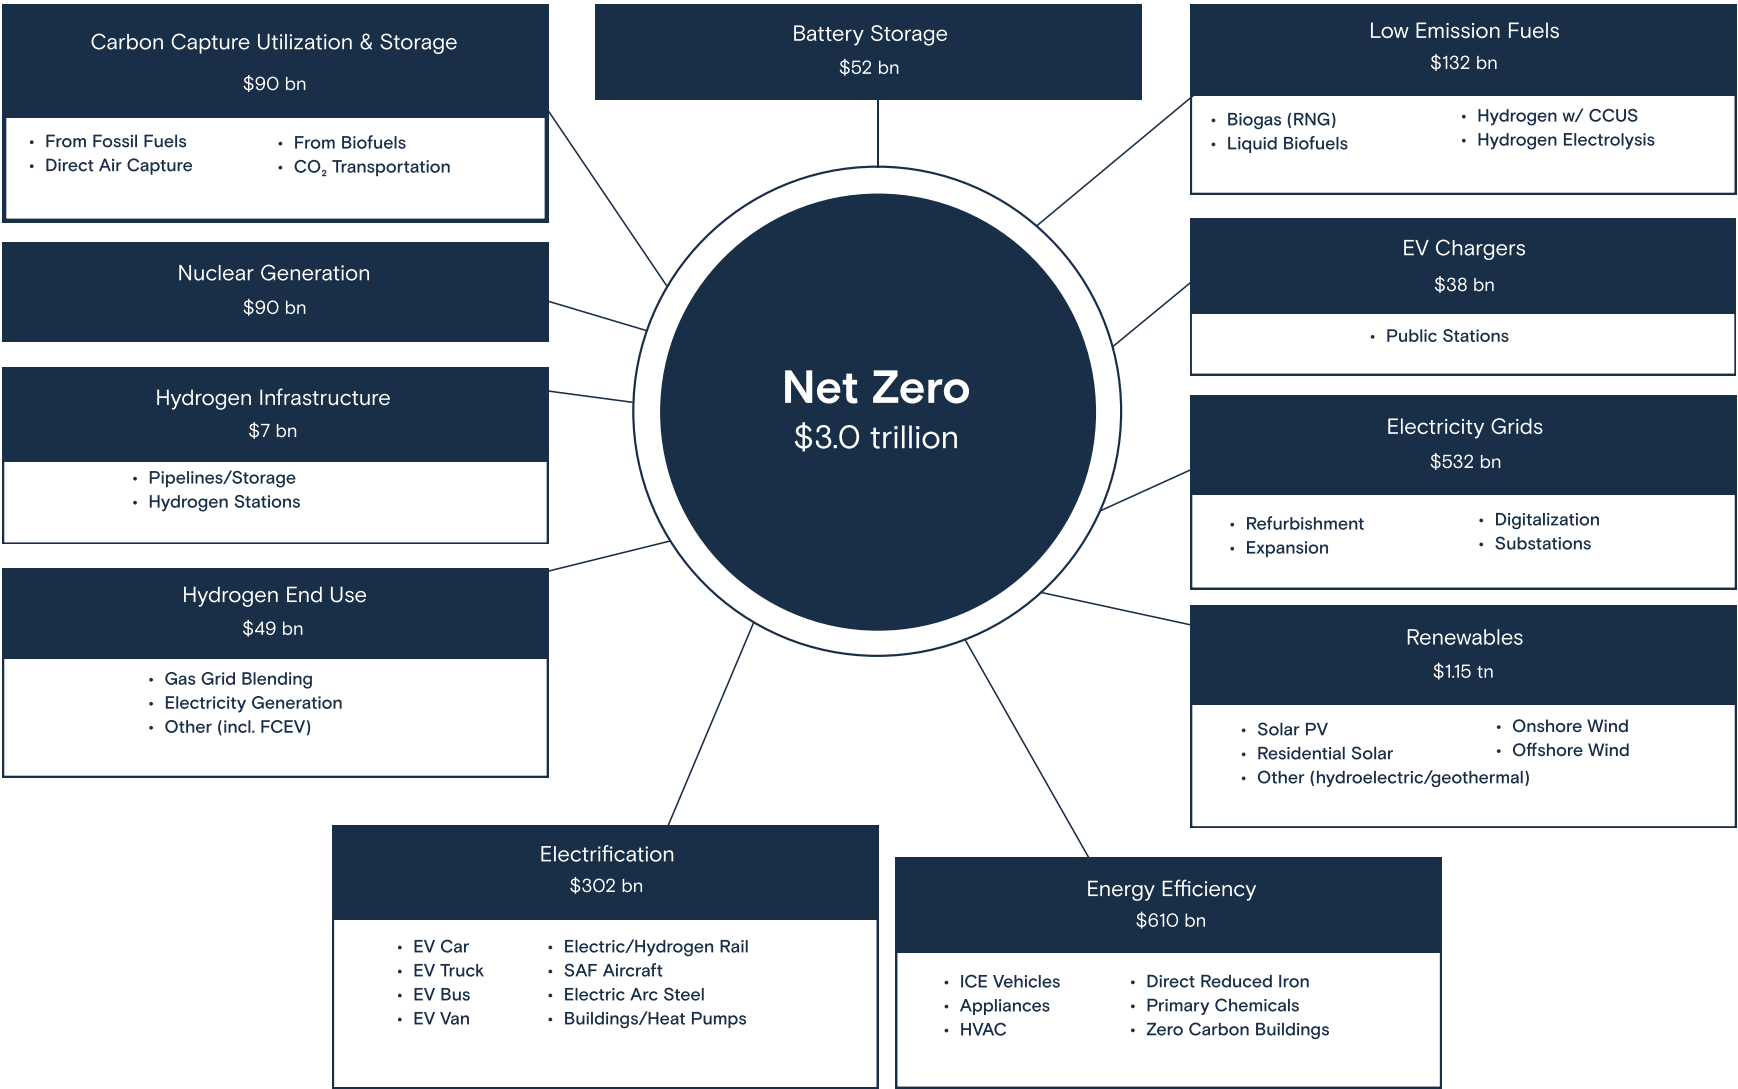 Carbon Capture Utilization & Storage
$90 bn
• From Fossil Fuels
• Direct Air Capture
• From Biofuels
• CO₂ Transportation
Battery Storage
$52 bn
Low Emission Fuels
$132 bn
• Biogas (RNG)
• Liquid Biofuels
• Hydrogen w/ CCUS
• Hydrogen Electrolysis
Nuclear Generation
$90 bn
EV Chargers
$38 bn
• Public Stations
Net Zero
$3.0 trillion
Hydrogen Infrastructure
$7 bn
• Pipelines/Storage
• Hydrogen Stations
Electricity Grids
$532 bn
• Refurbishment
• Expansion
• Digitalization
• Substations
Hydrogen End Use
$49 bn
• Gas Grid Blending
• Electricity Generation
• Other (incl. FCEV)
Renewables
$1.15 tn
• Solar PV
• Residential Solar
• Other (hydroelectric/geothermal)
• Onshore Wind
• Offshore Wind
Electrification
$302 bn
• EV Car
• EV Truck
• EV Bus
• EV Van
• Electric/Hydrogen Rail
• SAF Aircraft
• Electric Arc Steel
• Buildings/Heat Pumps
Energy Efficiency
$610 bn
• ICE Vehicles
• Appliances
• HVAC
• Direct Reduced Iron
• Primary Chemicals
• Zero Carbon Buildings